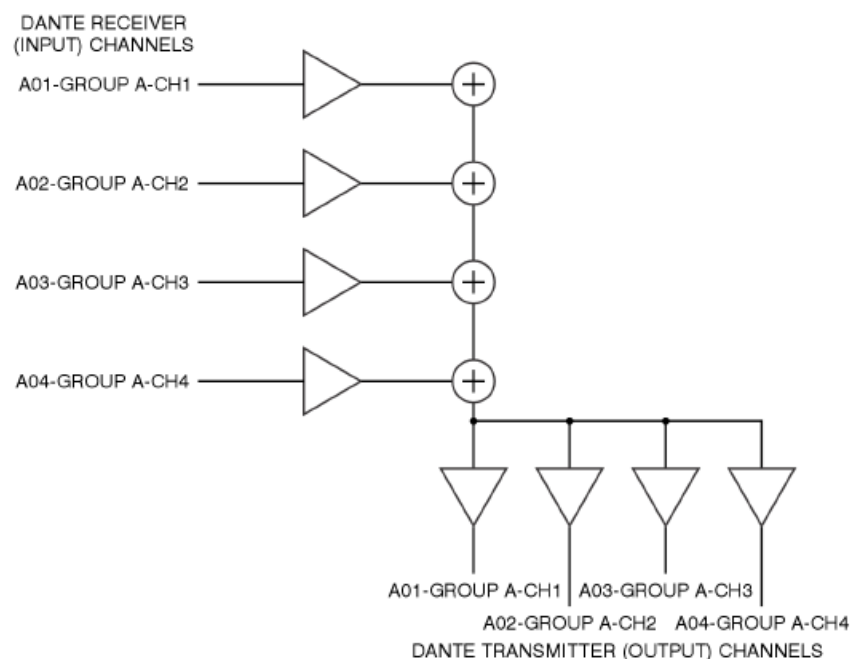 DANTE RECEIVER
(INPUT) CHANNELS
A01-GROUP A-CH1
A02-GROUP A-CH2
A03-GROUP A-CH3
A04-GROUP A-CH4
A01-GROUP A-CH1 A03-GROUP A-CH3
A02-GROUP A-CH2 A04-GROUP A-CH4
DANTE TRANSMITTER (OUTPUT) CHANNELS